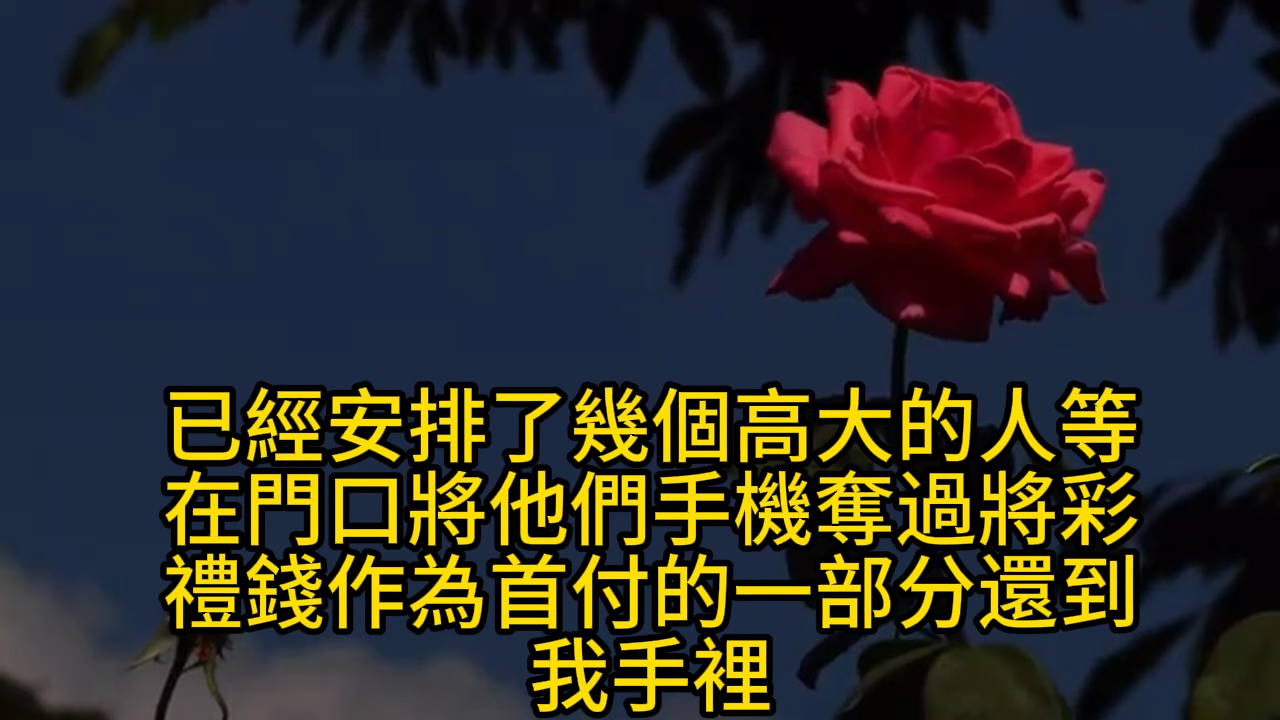 已經安排了幾個高大的人等
在門口將他們手機奪過將彩
禮錢作為首付的一部分還到
我手裡